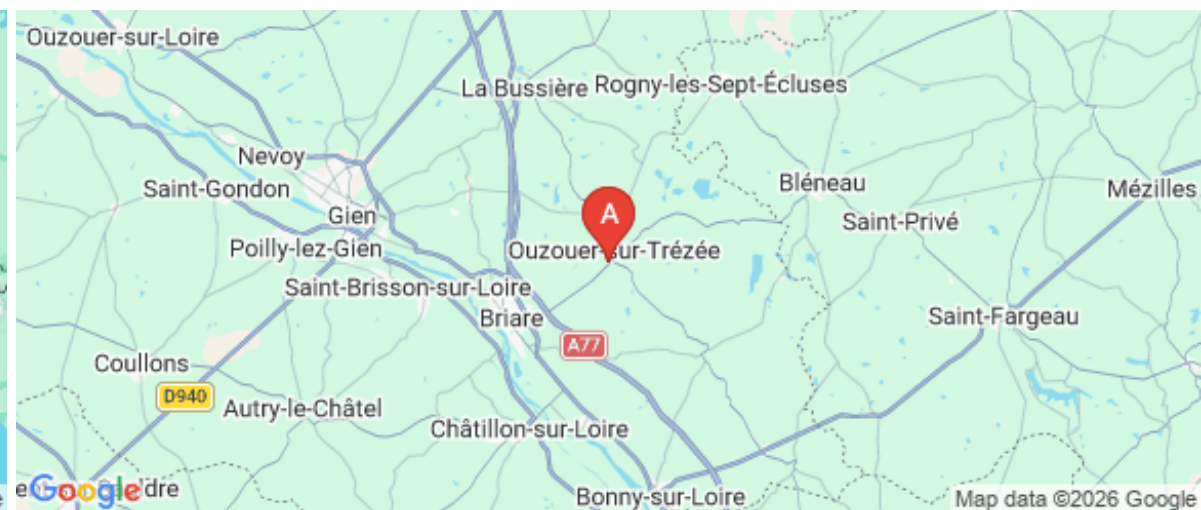 Ouzouer-sur-Loire
La Bussière
Rogny-les-Sept-Écluses
Nevoy
Saint-Gondon
Bléneau
Mézilles
A
Gien
Saint-Privé
Poilly-lez-Gien
Ouzouer-sur-Trézée
Saint-Brisson-sur-Loire
Briare
Saint-Fargeau
A77
Coullons
D940
Autry-le-Châtel
Châtillon-sur-Loire
Google
Bonny-sur-Loire
Map data ©2026 Google